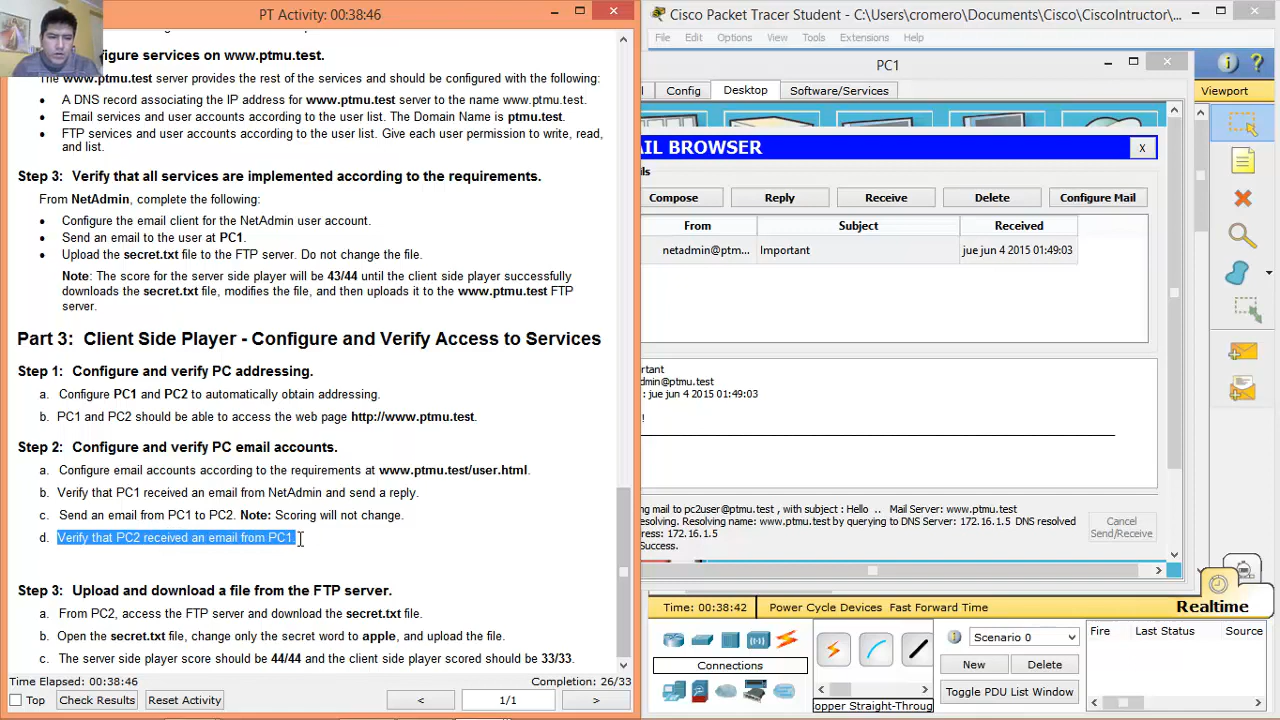 PT Activity: 00:38:46
igure services on www.ptmu.test.
The www.ptmu.test server provides the rest of the services and should be configured with the following:
• A DNS record associating the IP address for www.ptmu.test server to the name www.ptmu.test.
• Email services and user accounts according to the user list. The Domain Name is ptmu.test.
• FTP services and user accounts according to the user list. Give each user permission to write, read,
and list.
Step 3: Verify that all services are implemented according to the requirements.
From NetAdmin, complete the following:
• Configure the email client for the NetAdmin user account.
• Send an email to the user at PC1.
• Upload the secret.txt file to the FTP server. Do not change the file.
Note: The score for the server side player will be 43/44 until the client side player successfully
downloads the secret.txt file, modifies the file, and then uploads it to the www.ptmu.test FTP
server.
Part 3: Client Side Player - Configure and Verify Access to Services
Step 1: Configure and verify PC addressing.
a. Configure PC1 and PC2 to automatically obtain addressing.
b. PC1 and PC2 should be able to access the web page http://www.ptmu.test.
Step 2: Configure and verify PC email accounts.
a. Configure email accounts according to the requirements at www.ptmu.test/user.html.
b. Verify that PC1 received an email from NetAdmin and send a reply.
c. Send an email from PC1 to PC2. Note: Scoring will not change.
d. Verify that PC2 received an email from PC1.
Step 3: Upload and download a file from the FTP server.
a. From PC2, access the FTP server and download the secret.txt file.
b. Open the secret.txt file, change only the secret word to apple, and upload the file.
c. The server side player score should be 44/44 and the client side player scored should be 33/33.
Time Elapsed: 00:38:46 Completion: 26/33
Top Check Results Reset Activity < 1/1 >
Cisco Packet Tracer Student - C:\Users\cromero\Documents\Cisco\CiscoIntructor\...
File Edit Options View Tools Extensions Help
PC1
Config Desktop Software/Services
AIL BROWSER X
ls
Compose Reply Receive Delete Configure Mail
From Subject Received
netadmin@ptm... Important jue jun 4 2015 01:49:03
ortant
dmin@ptmu.test
: jue jun 4 2015 01:49:03
!
mail to pc2user@ptmu.test , with subject : Hello .. Mail Server: www.ptmu.test
esolving. Resolving name: www.ptmu.test by querying to DNS Server: 172.16.1.5 DNS resolved
172.16.1.5
Success.
Cancel
Send/Receive
Viewport
Time: 00:38:42 Power Cycle Devices Fast Forward Time
Realtime
Connections
opper Straight-Throug
Scenario 0
New Delete
Toggle PDU List Window
Fire Last Status Source